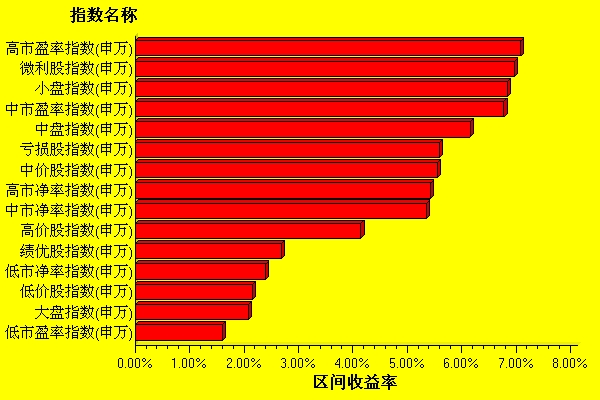 指数名称
高市盈率指数(申万)
微利股指数(申万)
小盘指数(申万)
中市盈率指数(申万)
中盘指数(申万)
亏损股指数(申万)
中价股指数(申万)
高市净率指数(申万)
中市净率指数(申万)
高价股指数(申万)
绩优股指数(申万)
低市净率指数(申万)
低价股指数(申万)
大盘指数(申万)
低市盈率指数(申万)
0.00% 1.00% 2.00% 3.00% 4.00% 5.00% 6.00% 7.00% 8.00%
区间收益率